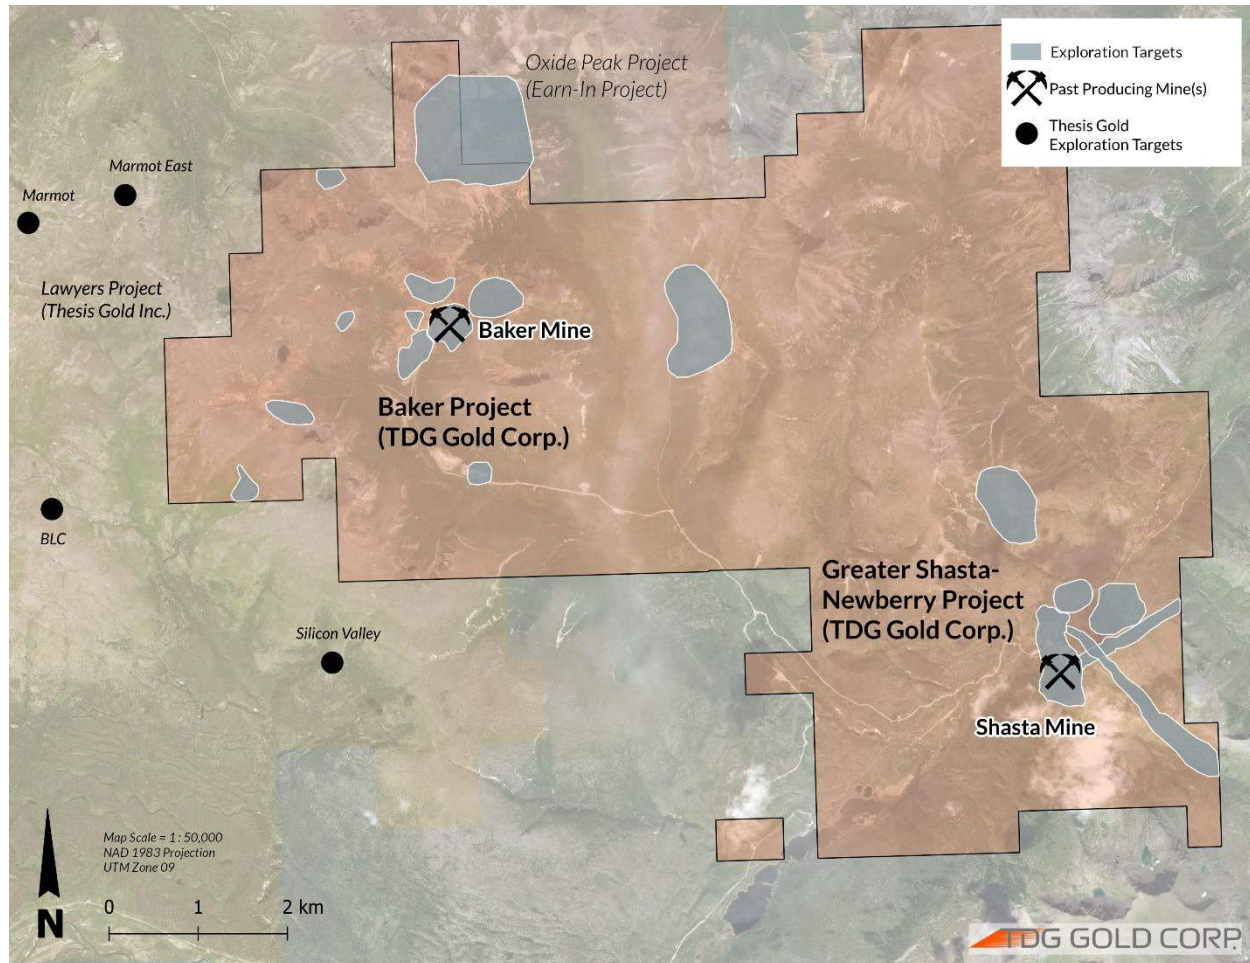 Oxide Peak Project
(Earn-In Project)
Exploration Targets
Past Producing Mine(s)
Thesis Gold
Exploration Targets
Marmot East
Marmot
Lawyers Project
(Thesis Gold Inc.)
Baker Mine
Baker Project
(TDG Gold Corp.)
BLC
Greater Shasta-
Newberry Project
(TDG Gold Corp.)
Silicon Valley
Shasta Mine
Map Scale = 1 : 50,000
NAD 1983 Projection
UTM Zone 09
0 1 2 km
N
TDG GOLD CORP.